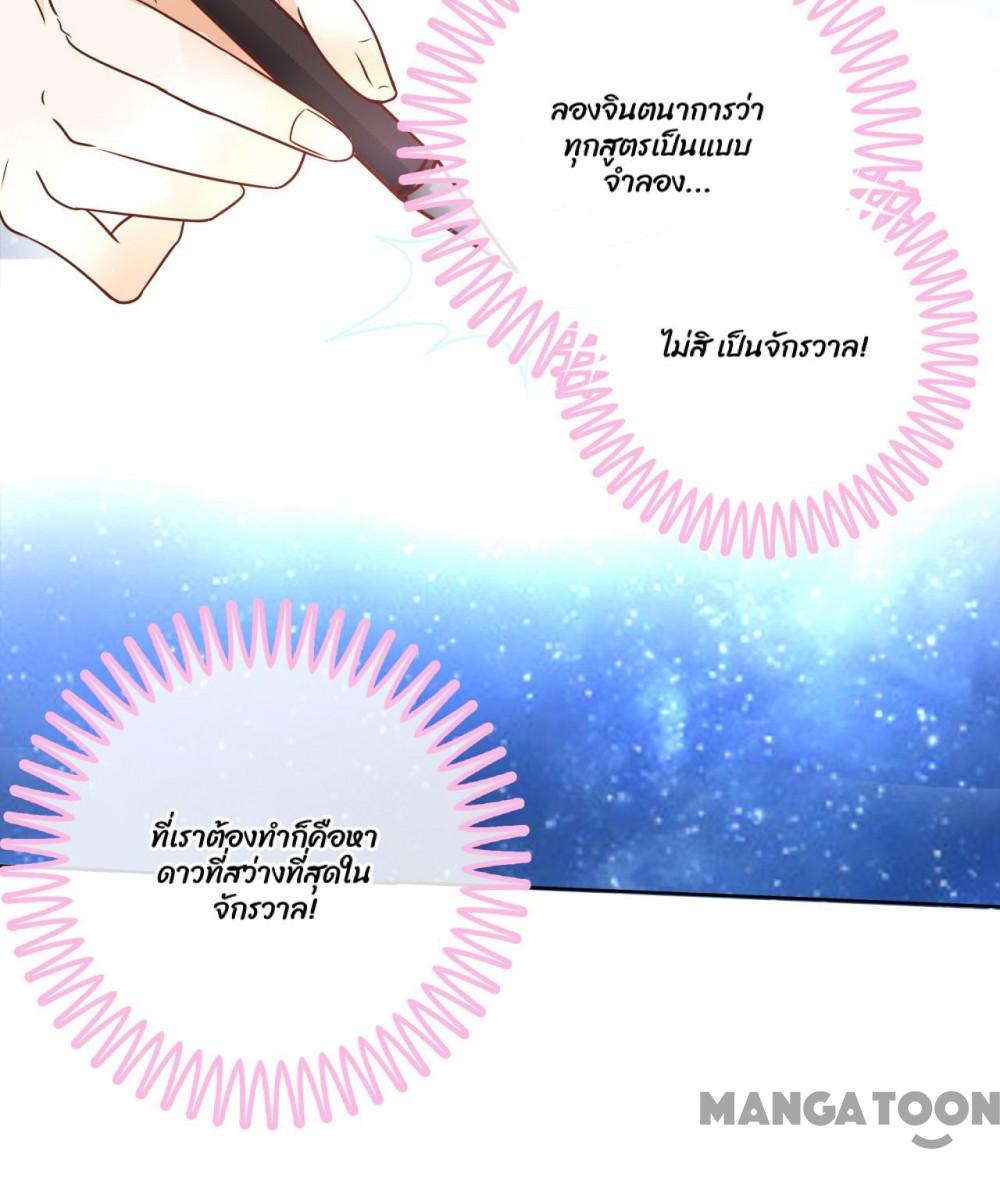 ลองจินตนาการว่า
ทุกสูตรเป็นแบบ
จำลอง...
ไม่สิ เป็นจักรวาล!
ที่เราต้องทำก็คือหา
ดาวที่สว่างที่สุดใน
จักรวาล!
MANGATOON